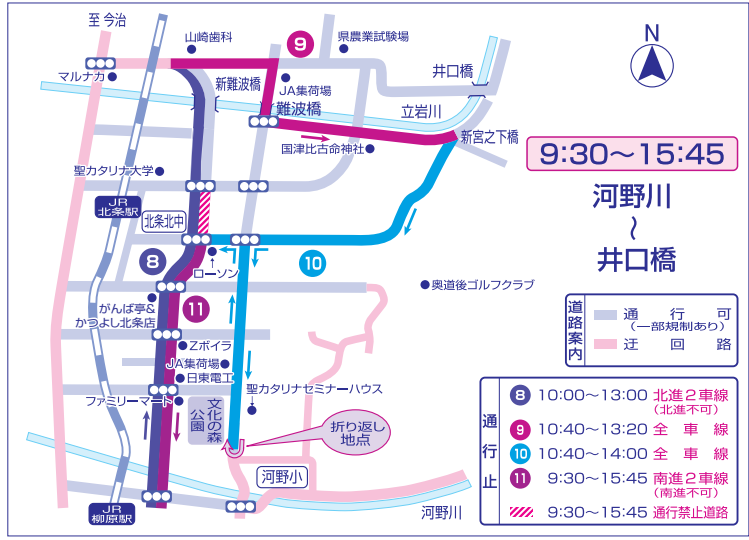 至 今治
山崎歯科
9
県農業試験場
マルナカ
新難波橋
JA集荷場
井口橋
N
難波橋
立岩川
国津比古命神社
新宮之下橋
9:30〜15:45
聖カタリナ大学
JR
北条駅
北条北中
河野川
〜
井口橋
8
ローソン
10
奥道後ゴルフクラブ
がんば亭&
かつよし北条店
11
道路案内
通行可
(一部規制あり)
迂回路
Zボイラ
JA集荷場
日東電工
ファミリーマート
聖カタリナセミナーハウス
文化の森
公園
折り返し
地点
河野小
JR
柳原駅
河野川
通行止
8 10:00〜13:00 北進2車線
(北進不可)
9 10:40〜13:20 全車線
10 10:40〜14:00 全車線
11 9:30〜15:45 南進2車線
(南進不可)
9:30〜15:45 通行禁止道路